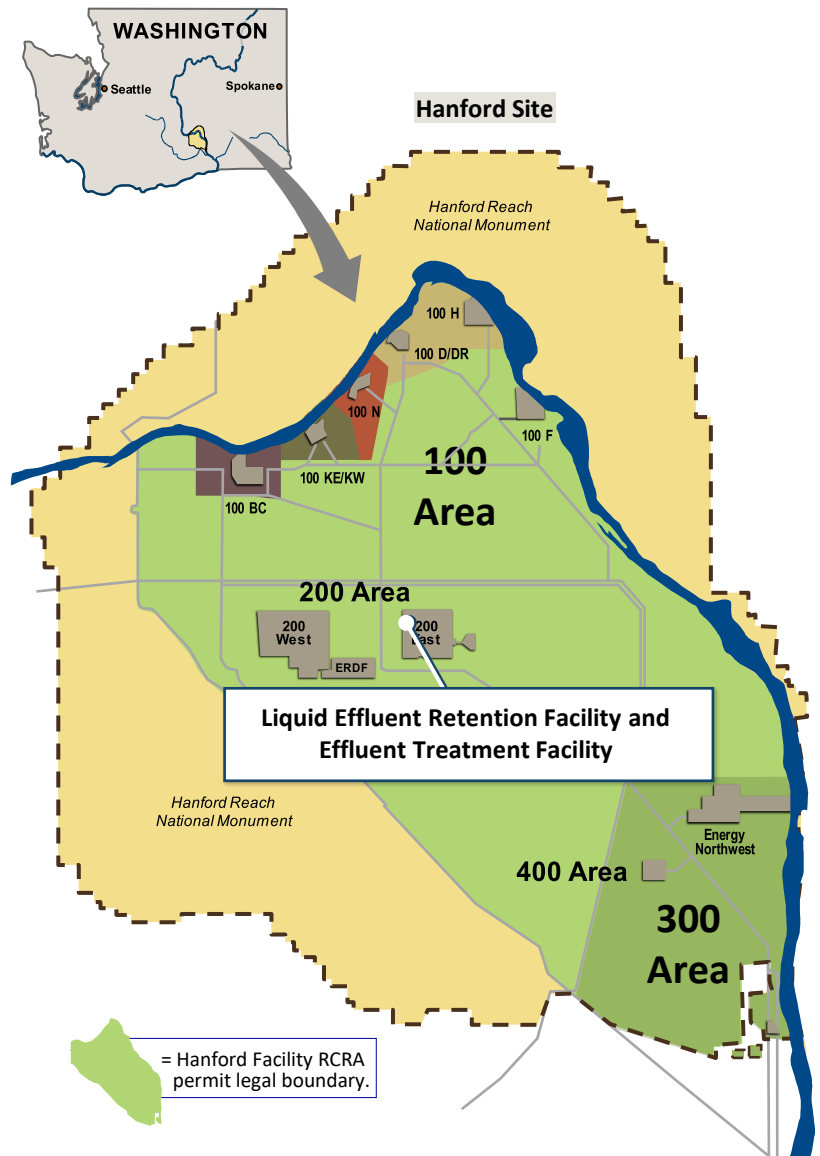 WASHINGTON
Seattle
Spokane
Hanford Site
Hanford Reach
National Monument
100 H
100 D/DR
100 N
100 F
100 KE/KW
100 BC
100
Area
200 Area
200
West
200
East
ERDF
Liquid Effluent Retention Facility and
Effluent Treatment Facility
Hanford Reach
National Monument
Energy
Northwest
400 Area
300
Area
= Hanford Facility RCRA
permit legal boundary.